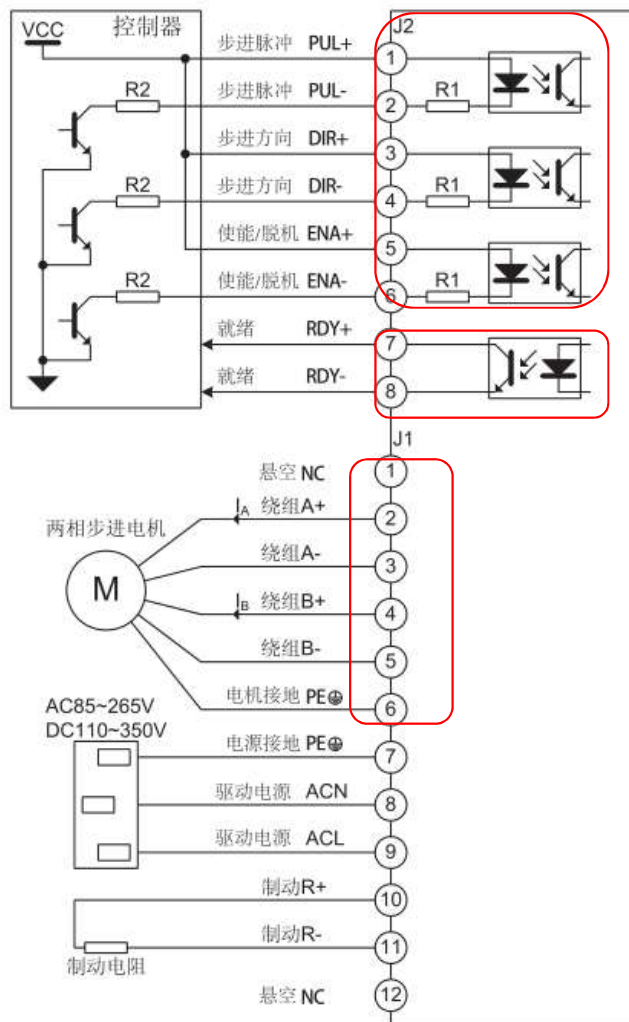 VCC 控制器 J2
步进脉冲 PUL+ 1
R2 步进脉冲 PUL- 2 R1
步进方向 DIR+ 3
R2 步进方向 DIR- 4 R1
使能/脱机 ENA+ 5
R2 使能/脱机 ENA- 6 R1
就绪 RDY+ 7
就绪 RDY- 8
J1
悬空 NC 1
两相步进电机 IA 绕组A+ 2
绕组A- 3
M IB 绕组B+ 4
绕组B- 5
电机接地 PE 6
AC85~265V
DC110~350V
电源接地 PE 7
驱动电源 ACN 8
驱动电源 ACL 9
制动R+ 10
制动R- 11
制动电阻
悬空 NC 12